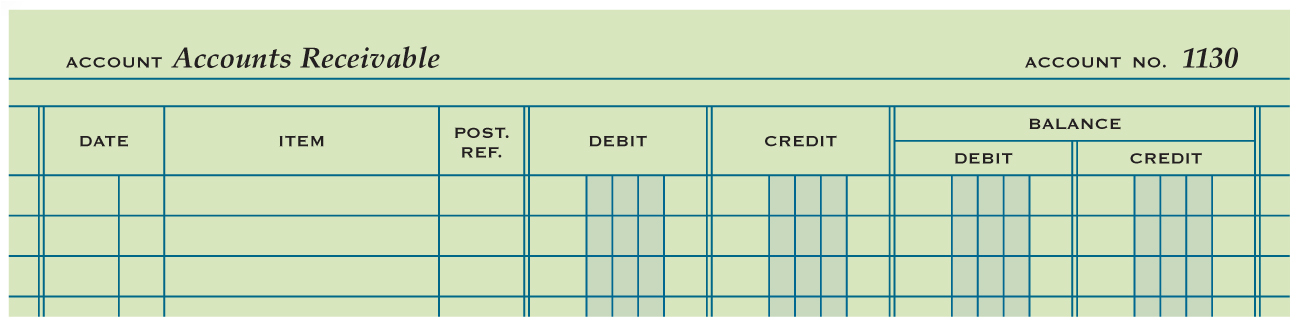 ACCOUNT Accounts Receivable ACCOUNT NO. 1130
BALANCE
DATE ITEM POST. REF. DEBIT CREDIT
DEBIT CREDIT